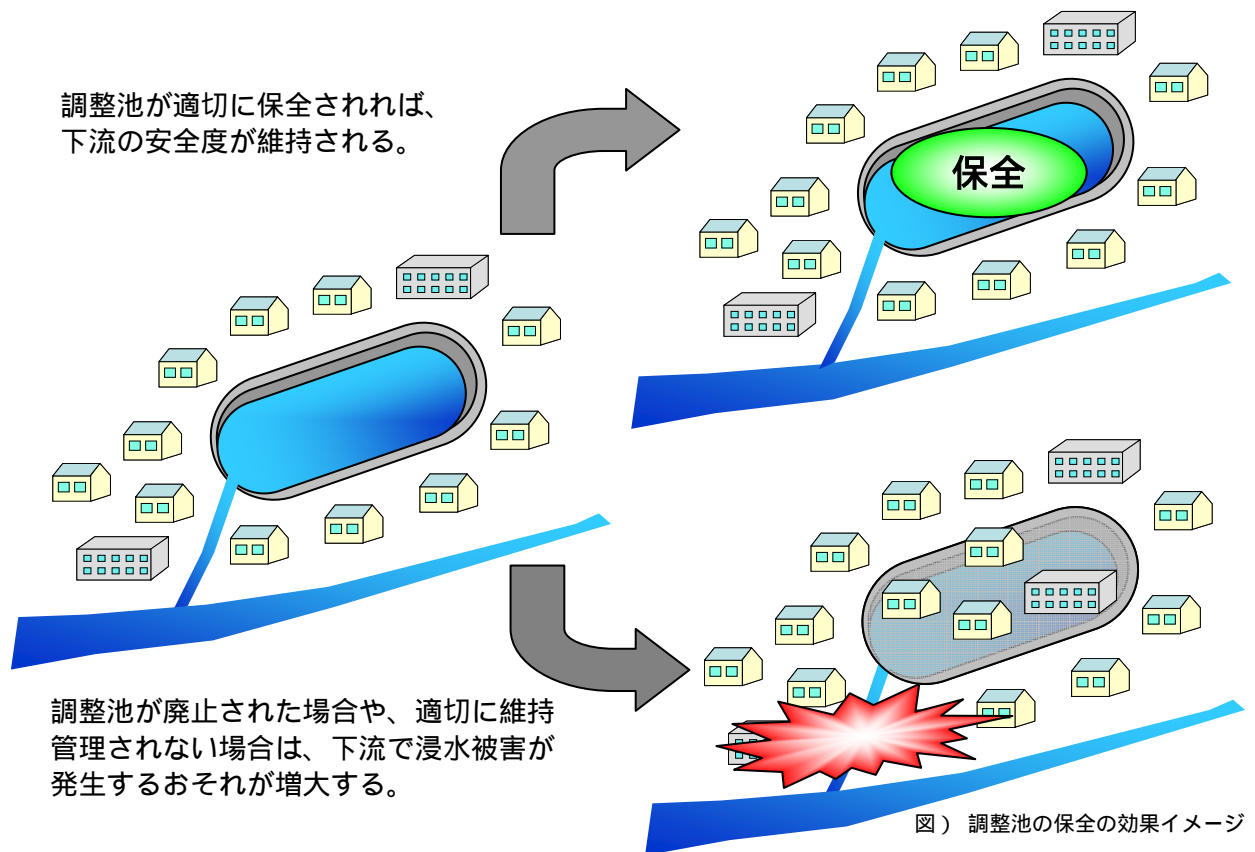 調整池が適切に保全されれば、
下流の安全度が維持される。
保全
調整池が廃止された場合や、適切に維持
管理されない場合は、下流で浸水被害が
発生するおそれが増大する。
図） 調整池の保全の効果イメージ